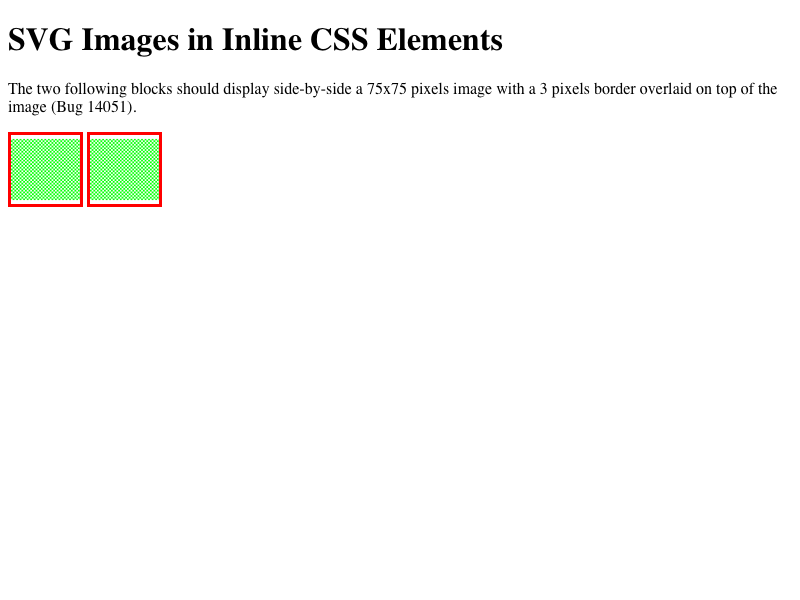 SVG Images in Inline CSS Elements
The two following blocks should display side-by-side a 75x75 pixels image with a 3 pixels border overlaid on top of the
image (Bug 14051).